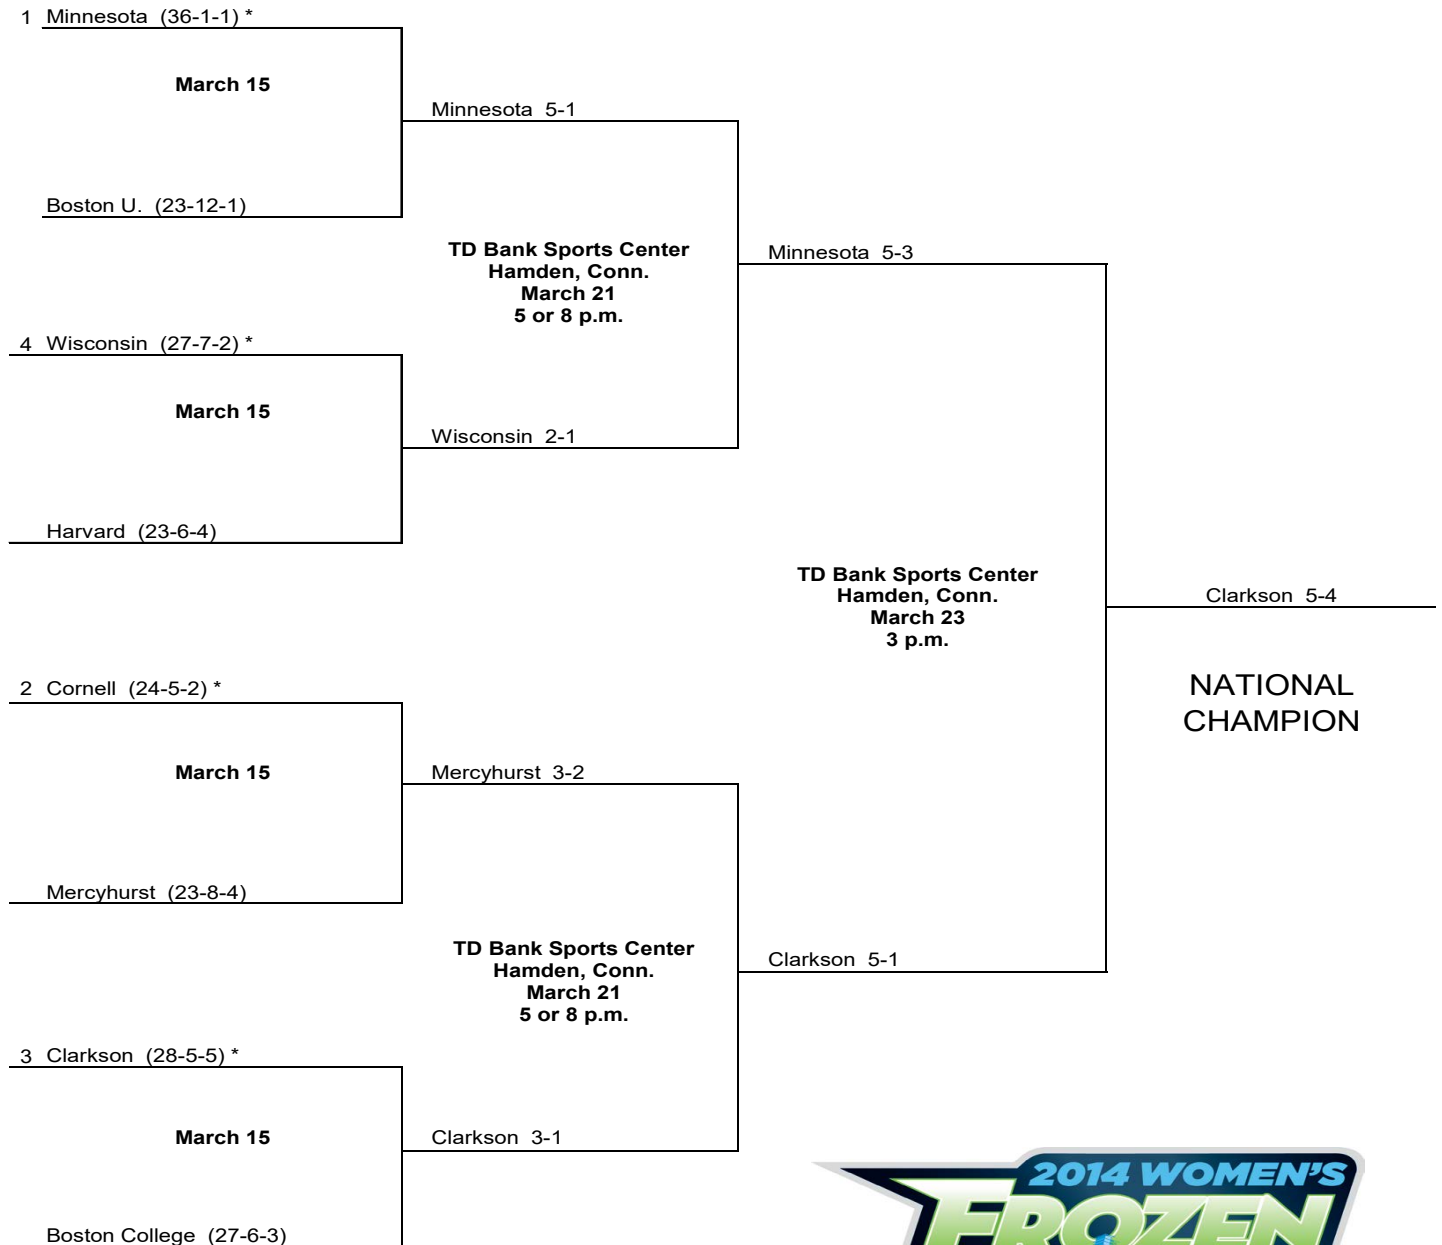 1 Minnesota (36-1-1) *
March 15
Minnesota 5-1
Boston U. (23-12-1)
TD Bank Sports Center
Hamden, Conn.
March 21
5 or 8 p.m.
Minnesota 5-3
4 Wisconsin (27-7-2) *
March 15
Wisconsin 2-1
Harvard (23-6-4)
TD Bank Sports Center
Hamden, Conn.
March 23
3 p.m.
Clarkson 5-4
NATIONAL
CHAMPION
2 Cornell (24-5-2) *
March 15
Mercyhurst 3-2
Mercyhurst (23-8-4)
TD Bank Sports Center
Hamden, Conn.
March 21
5 or 8 p.m.
Clarkson 5-1
3 Clarkson (28-5-5) *
March 15
Clarkson 3-1
Boston College (27-6-3)
2014 WOMEN'S
FROZEN